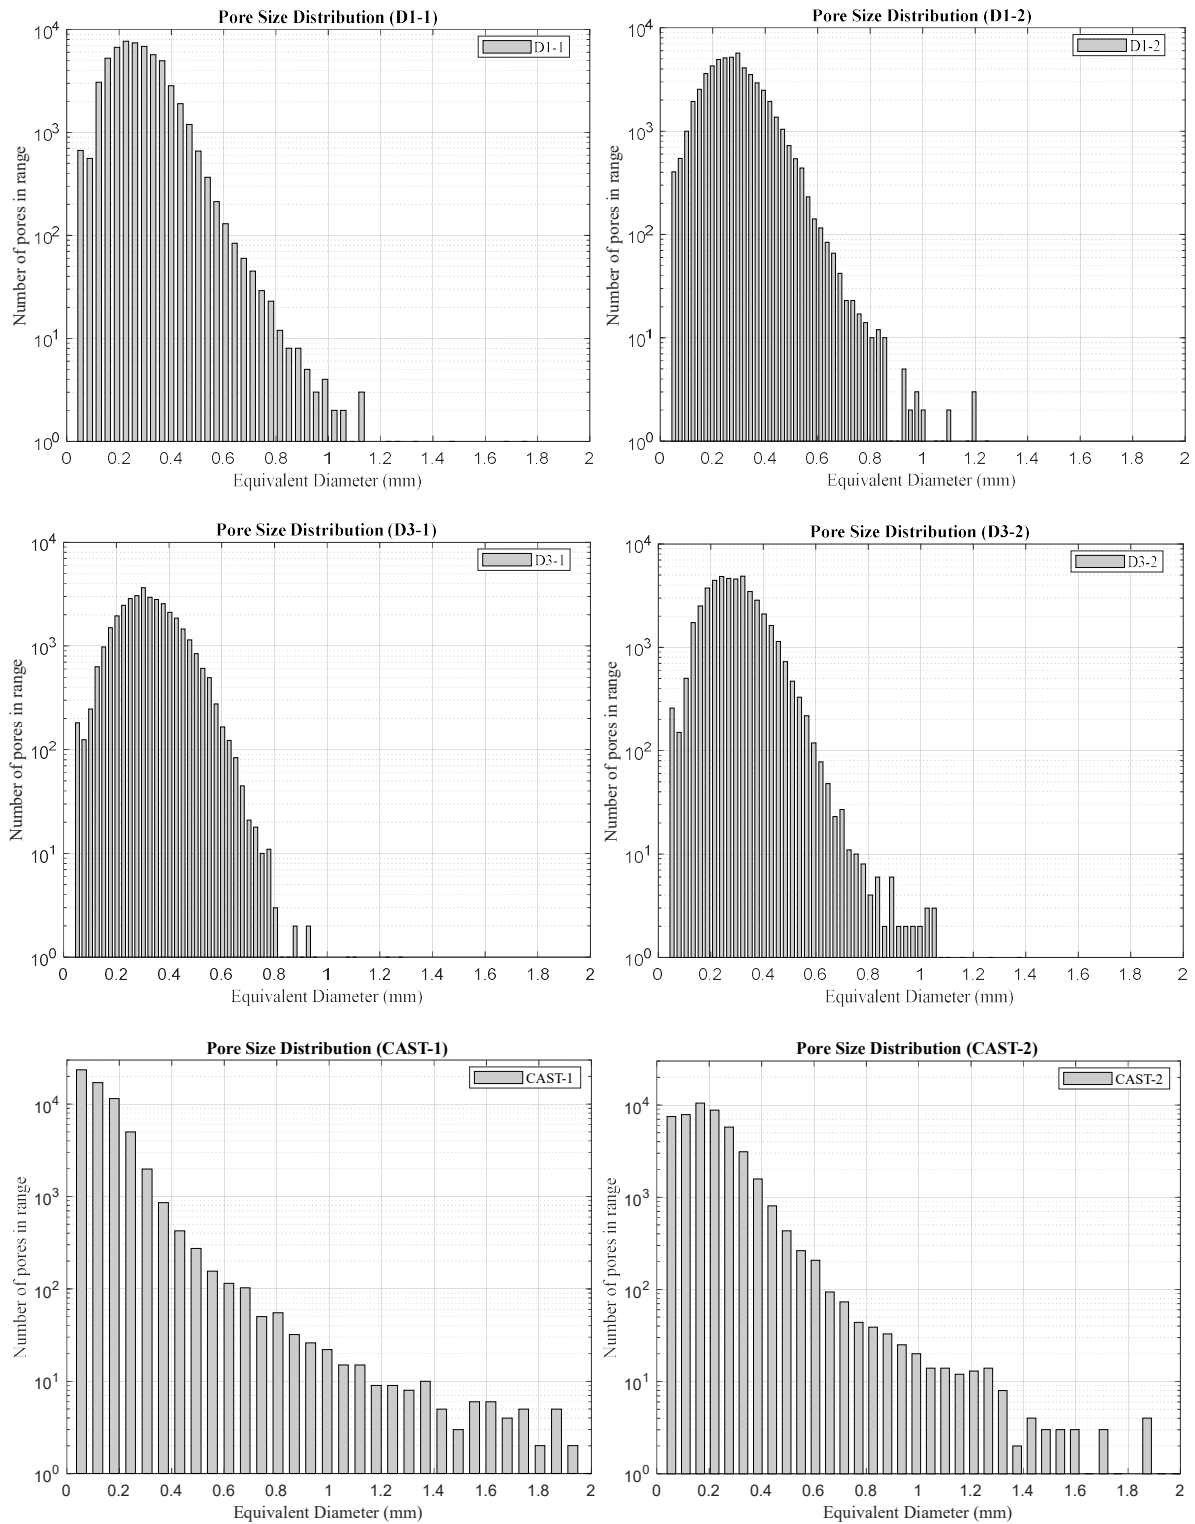 Pore Size Distribution (D1-1)
D1-1
10^4
10^3
10^2
10^1
10^0
Number of pores in range
0 0.2 0.4 0.6 0.8 1 1.2 1.4 1.6 1.8 2
Equivalent Diameter (mm)
Pore Size Distribution (D1-2)
D1-2
10^4
10^3
10^2
10^1
10^0
Number of pores in range
0 0.2 0.4 0.6 0.8 1 1.2 1.4 1.6 1.8 2
Equivalent Diameter (mm)
Pore Size Distribution (D3-1)
D3-1
10^4
10^3
10^2
10^1
10^0
Number of pores in range
0 0.2 0.4 0.6 0.8 1 1.2 1.4 1.6 1.8 2
Equivalent Diameter (mm)
Pore Size Distribution (D3-2)
D3-2
10^4
10^3
10^2
10^1
10^0
Number of pores in range
0 0.2 0.4 0.6 0.8 1 1.2 1.4 1.6 1.8 2
Equivalent Diameter (mm)
Pore Size Distribution (CAST-1)
CAST-1
10^4
10^3
10^2
10^1
10^0
Number of pores in range
0 0.2 0.4 0.6 0.8 1 1.2 1.4 1.6 1.8 2
Equivalent Diameter (mm)
Pore Size Distribution (CAST-2)
CAST-2
10^4
10^3
10^2
10^1
10^0
Number of pores in range
0 0.2 0.4 0.6 0.8 1 1.2 1.4 1.6 1.8 2
Equivalent Diameter (mm)